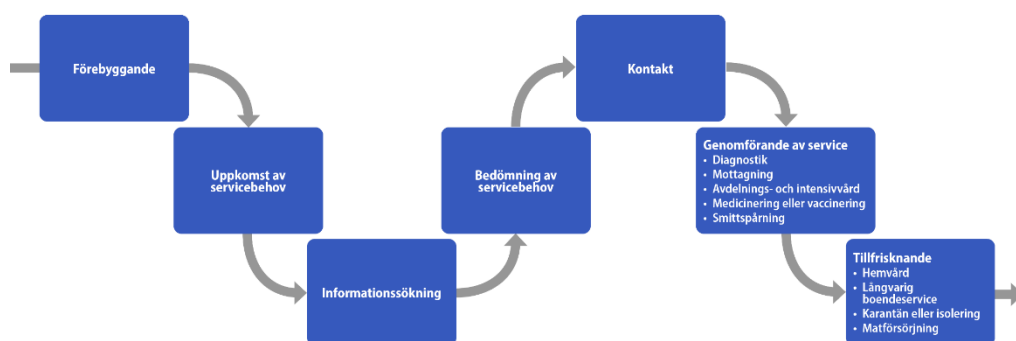 Förebyggande
Uppkomst av
servicebehov
Informationssökning
Bedömning av
servicebehov
Kontakt
Genomförande av service
• Diagnostik
• Mottagning
• Avdelnings- och intensivvård
• Medicinering eller vaccinering
• Smittspårning
Tillfrisknande
• Hemvård
• Långvarig
boendeservice
• Karantän eller isolering
• Matförsörjning